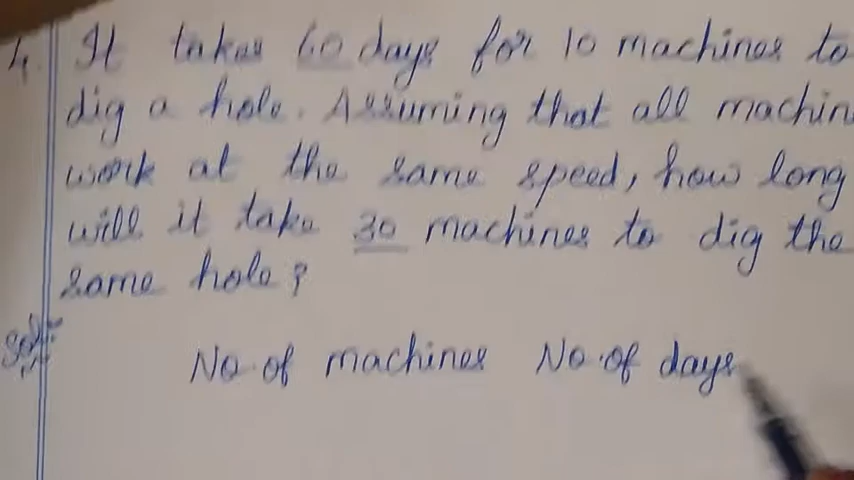 4. It takes 60 days for 10 machines to
dig a hole. Assuming that all machin
work at the same speed, how long
will it take 30 machines to dig the
same hole?
Sol:
No. of machines No. of days